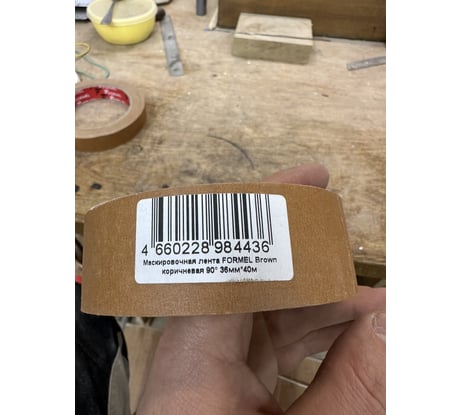 4 660228 984436
Маскировочная лента FORMEL Brown
коричневая 90° 36мм*40м